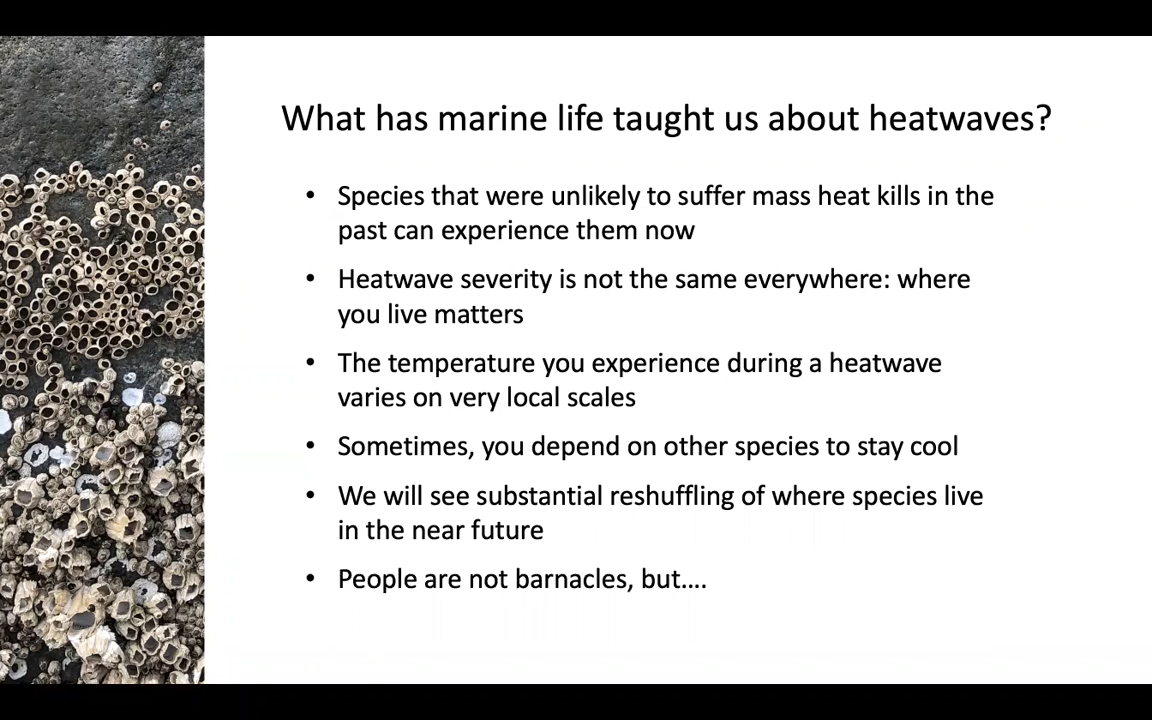 What has marine life taught us about heatwaves?
• Species that were unlikely to suffer mass heat kills in the
past can experience them now
• Heatwave severity is not the same everywhere: where
you live matters
• The temperature you experience during a heatwave
varies on very local scales
• Sometimes, you depend on other species to stay cool
• We will see substantial reshuffling of where species live
in the near future
• People are not barnacles, but....